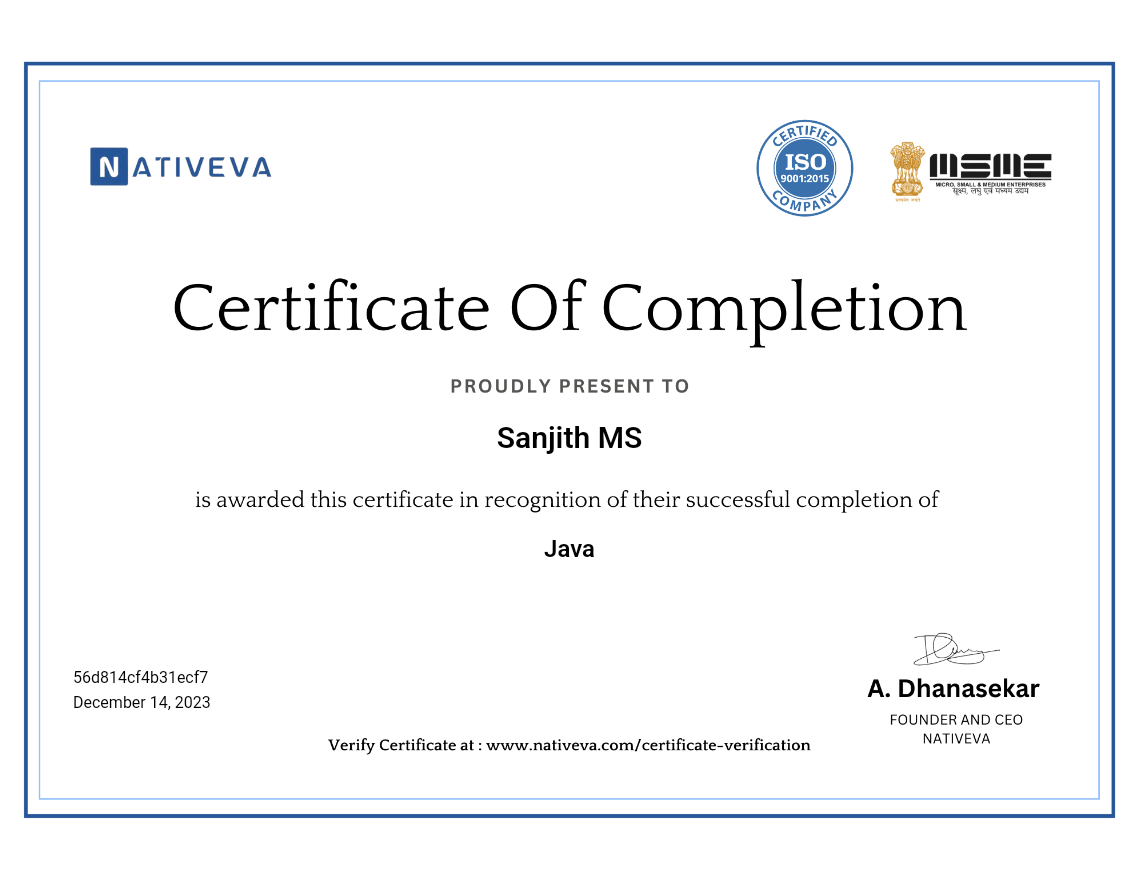 NATIVEVA
CERTIFIED
ISO
9001:2015
COMPANY
MSME
MICRO, SMALL & MEDIUM ENTERPRISES
सूक्ष्म, लघु एवं मध्यम उद्यम
Certificate Of Completion
PROUDLY PRESENT TO
Sanjith MS
is awarded this certificate in recognition of their successful completion of
Java
56d814cf4b31ecf7
December 14, 2023
A. Dhanasekar
FOUNDER AND CEO
NATIVEVA
Verify Certificate at : www.nativeva.com/certificate-verification